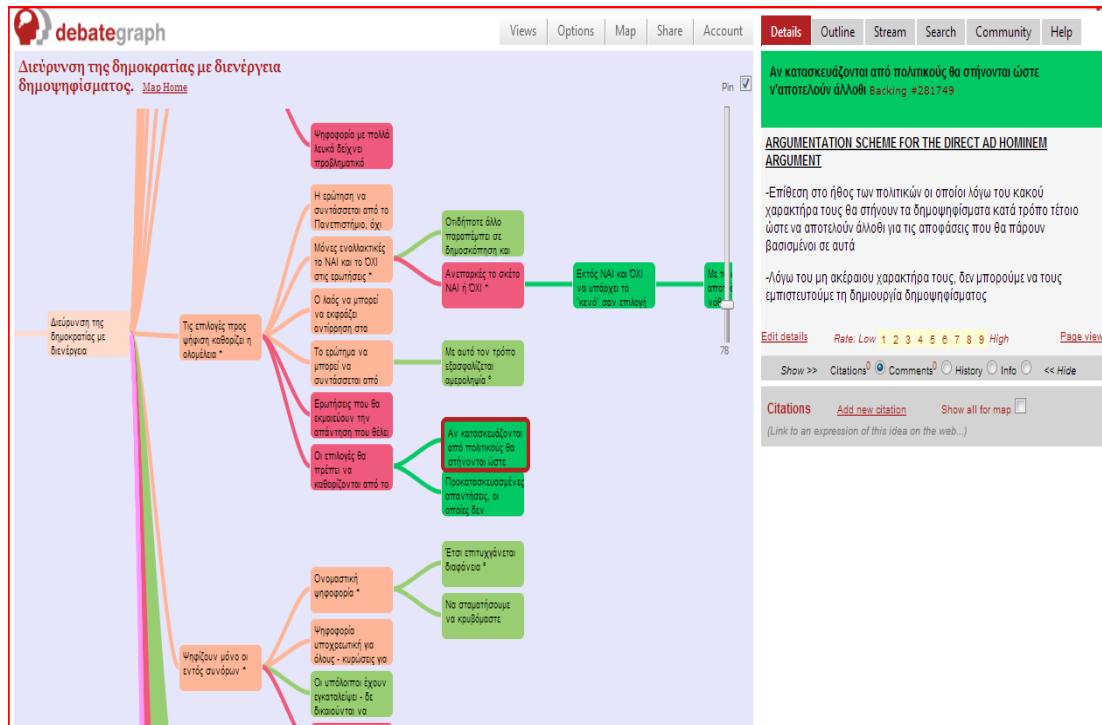 debategraph
Views Options Map Share Account
Details Outline Stream Search Community Help
Διεύρυνση της δημοκρατίας με διενέργεια
δημοψηφίσματος. Map Home
Pin
78
Ψηφοφορία με πολλά
λευκά δείχνει
προβληματικό
Η ερώτηση να
συντάσσεται από το
Πανεπιστήμιο, όχι
Μόνες εναλλακτικές
το ΝΑΙ και το ΌΧΙ
στις ερωτήσεις *
Οτιδήποτε άλλο
παραπέμπει σε
δημοσκόπηση και
Ανεπαρκές το σκέτο
ΝΑΙ ή ΌΧΙ *
Εκτός ΝΑΙ και ΌΧΙ
να υπάρχει το
"κενό" σαν επιλογή
Ο λαός να μπορεί
να εκφράζει
αντίρρηση στα
Διεύρυνση της
δημοκρατίας με
διενέργεια
Τις επιλογές προς
ψήφιση καθορίζει η
ολομέλεια *
Το ερώτημα να
μπορεί να
συντάσσεται από
Με αυτό τον τρόπο
εξασφαλίζεται
αμεροληψία °
Ερωτήσεις που θα
εκμαιεύουν την
απάντηση που θέλει
Οι επιλογές θα
πρέπει να
καθορίζονται από το
Αν κατασκευάζονται
από πολιτικούς θα
στήνονται ώστε
Προκατασκευασμένες
απαντήσεις, οι
οποίες δεν
Ονομαστική
ψηφοφορία *
Έτσι επιτυγχάνεται
διαφάνεια °
Να σταματήσουμε
να κρυβόμαστε
Ψηφοφορία
υποχρεωτική για
όλους - κυρώσεις για
Ψηφίζουν μόνο οι
εντός συνόρων *
Οι υπόλοιποι έχουν
εγκαταλείψει - δε
δικαιούνται να
Αν κατασκευάζονται από πολιτικούς θα στήνονται ώστε
ν'αποτελούν άλλοθι Backing #281749
ARGUMENTATION SCHEME FOR THE DIRECT AD HOMINEM
ARGUMENT
-Επίθεση στο ήθος των πολιτικών οι οποίοι λόγω του κακού
χαρακτήρα τους θα στήνουν τα δημοψηφίσματα κατά τρόπο τέτοιο
ώστε να αποτελούν άλλοθι για τις αποφάσεις που θα πάρουν
βασισμένοι σε αυτά
-Λόγω του μη ακέραιου χαρακτήρα τους, δεν μπορούμε να τους
εμπιστευτούμε τη δημιουργία δημοψηφίσματος
Edit details Rate: Low 1 2 3 4 5 6 7 8 9 High Page view
Show >> Citations0 Comments0 History Info << Hide
Citations Add new citation Show all for map
(Link to an expression of this idea on the web...)